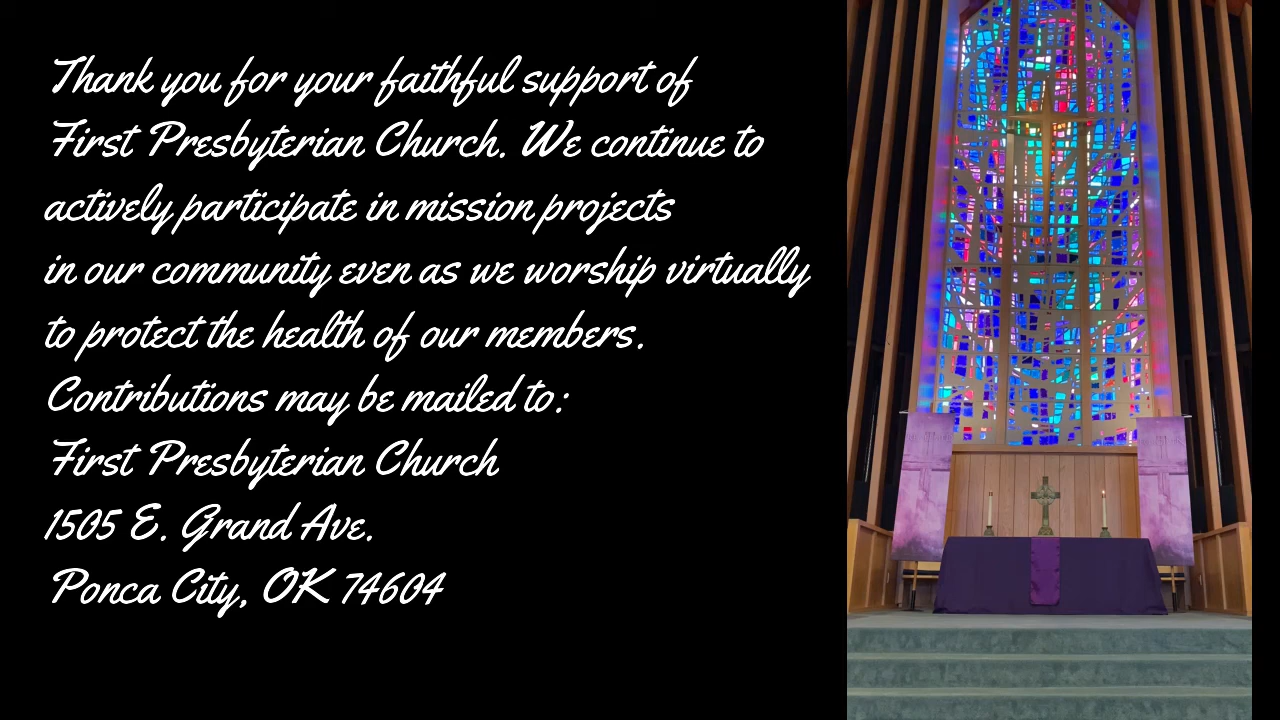 Thank you for your faithful support of
First Presbyterian Church. We continue to
actively participate in mission projects
in our community even as we worship virtually
to protect the health of our members.
Contributions may be mailed to:
First Presbyterian Church
1505 E. Grand Ave.
Ponca City, OK 74604